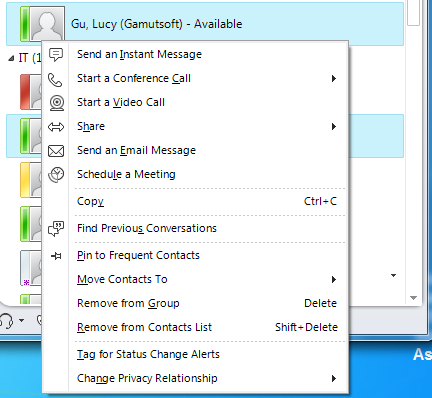 Gu, Lucy (Gamutsoft) - Available
IT (1
Send an Instant Message
Start a Conference Call
Start a Video Call
Share
Send an Email Message
Schedule a Meeting
Copy Ctrl+C
Find Previous Conversations
Pin to Frequent Contacts
Move Contacts To
Remove from Group Delete
Remove from Contacts List Shift+Delete
Tag for Status Change Alerts
Change Privacy Relationship
As